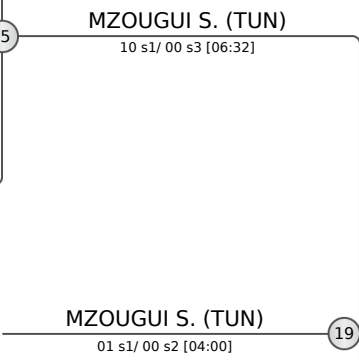 MZOUGUI S. (TUN)
5
10 s1/ 00 s3 [06:32]
MZOUGUI S. (TUN)
19
01 s1/ 00 s2 [04:00]